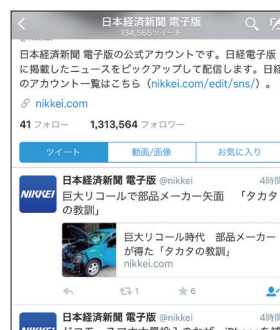 日本経済新聞 電子版
134,565ツイート
日本経済新聞 電子版の公式アカウントです。日経電子版
に掲載したニュースをピックアップして配信します。日経
のアカウント一覧はこちら（nikkei.com/edit/sns/）。
nikkei.com
41 フォロー 1,313,564 フォロワー
ツイート 動画/画像 お気に入り
日本経済新聞 電子版 @nikkei 4時間
NIKKEI
巨大リコールで部品メーカー矢面 「タカタ
の教訓」
巨大リコール時代 部品メーカー
が得た「タカタの教訓」
nikkei.com
1 6
日本経済新聞 電子版 @nikkei 4時間